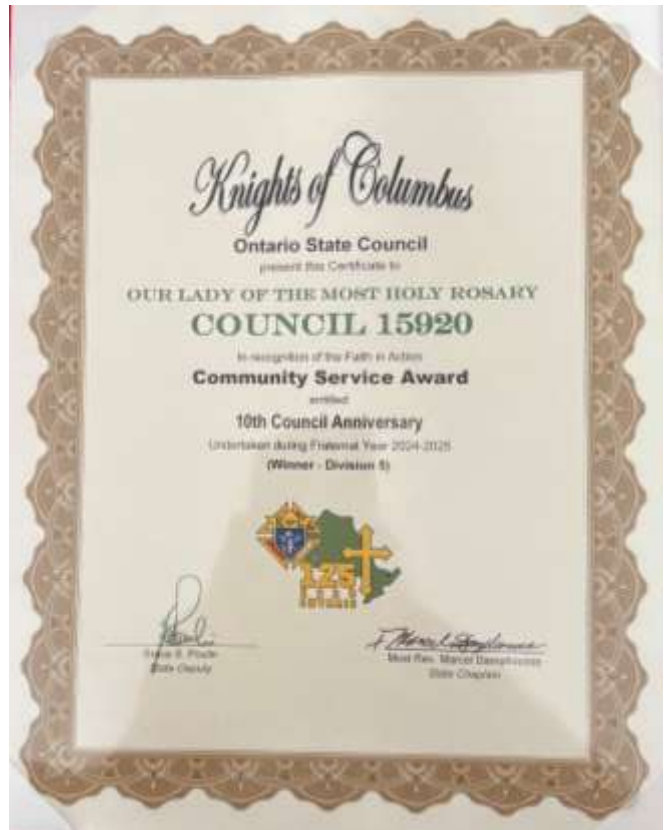 Knights of Columbus
Ontario State Council
present this Certificate to
OUR LADY OF THE MOST HOLY ROSARY
COUNCIL 15920
In recognition of the Faith in Action
Community Service Award
entitled
10th Council Anniversary
Undertaken during Fraternal Year 2024-2025
(Winner - Division 5)
125
State Deputy
Most Rev. Marcel Damphousse
State Chaplain